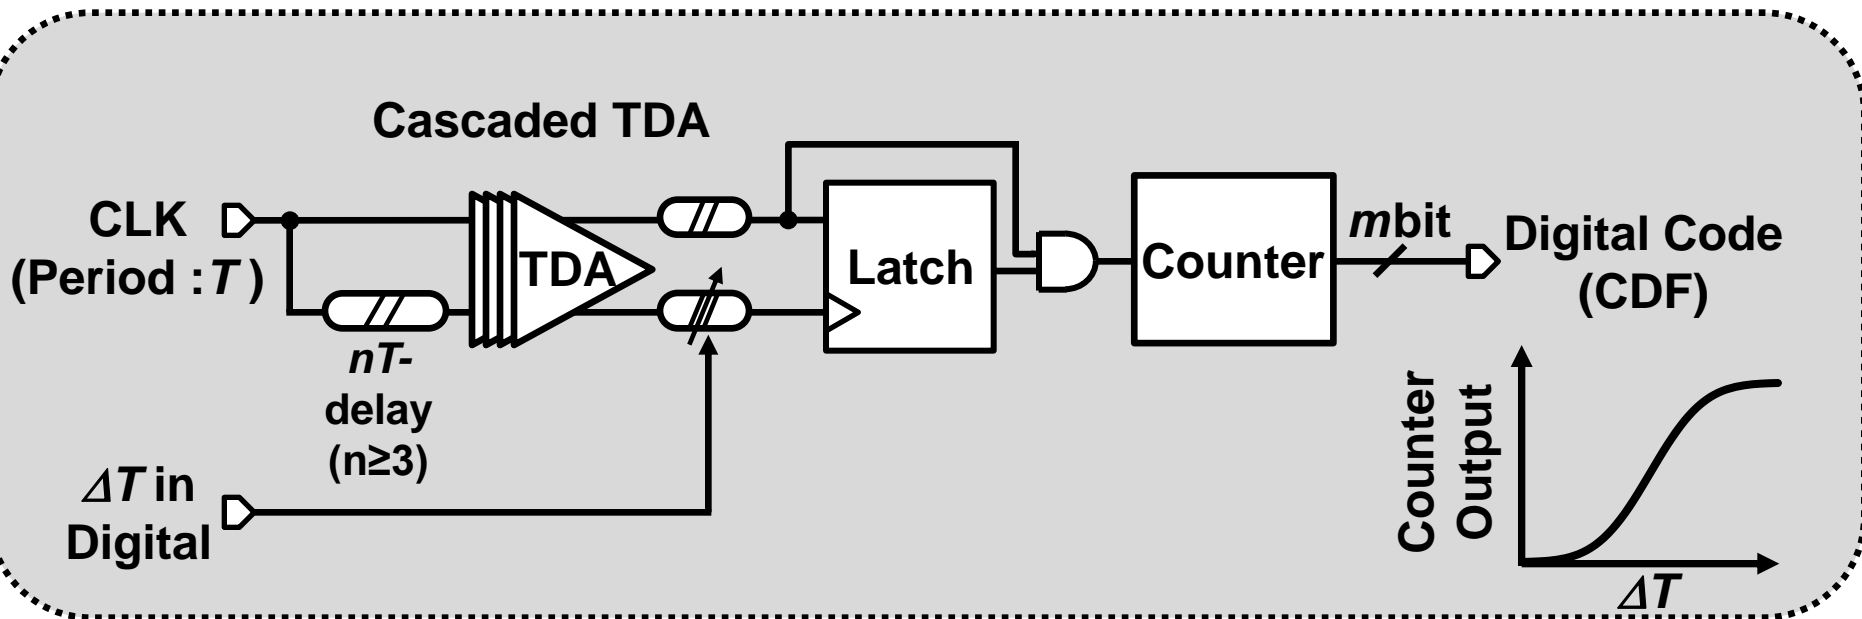 Cascaded TDA
CLK
(Period : T )
TDA
Latch
Counter
mbit
Digital Code
(CDF)
nT-
delay
(n≥3)
ΔT in
Digital
Counter
Output
ΔT